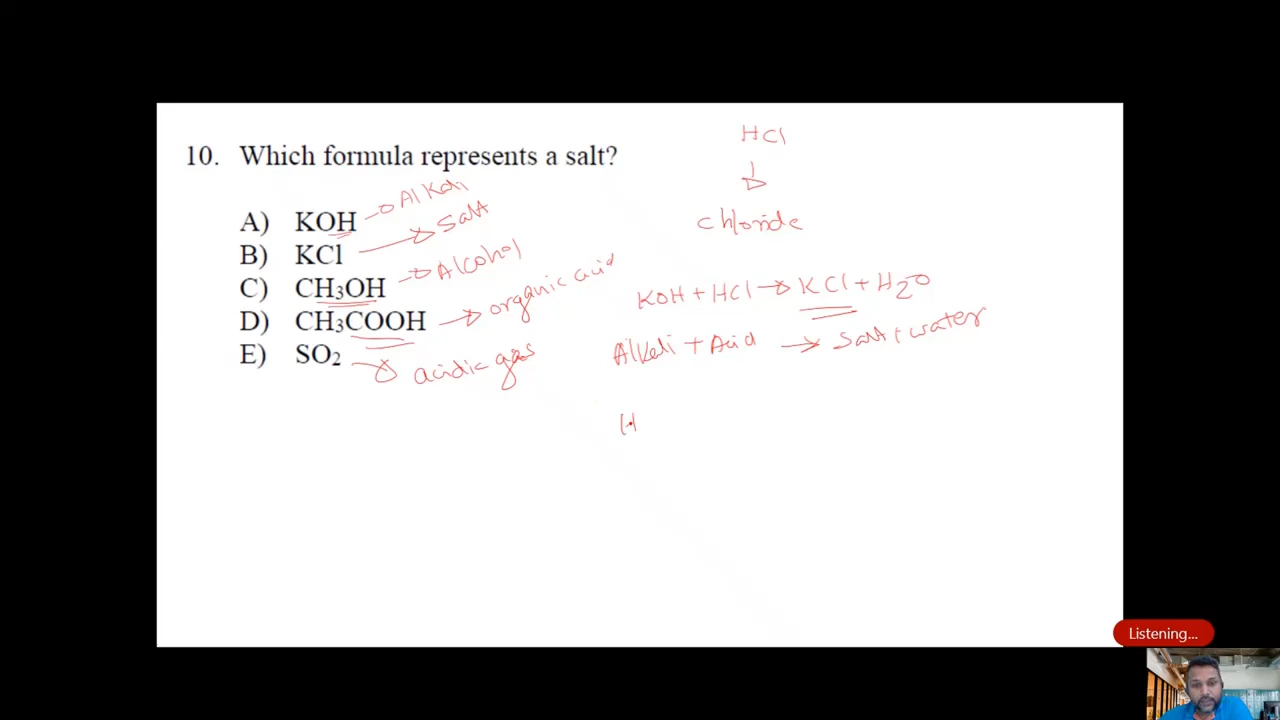 10. Which formula represents a salt?
HCl
chloride
A) KOH → Alkali
B) KCl → Salt
C) CH₃OH → Alcohol
D) CH₃COOH → organic acid
E) SO₂ → acidic gas
KOH + HCl → KCl + H₂O
Alkali + Acid → Salt + water
H
Listening...